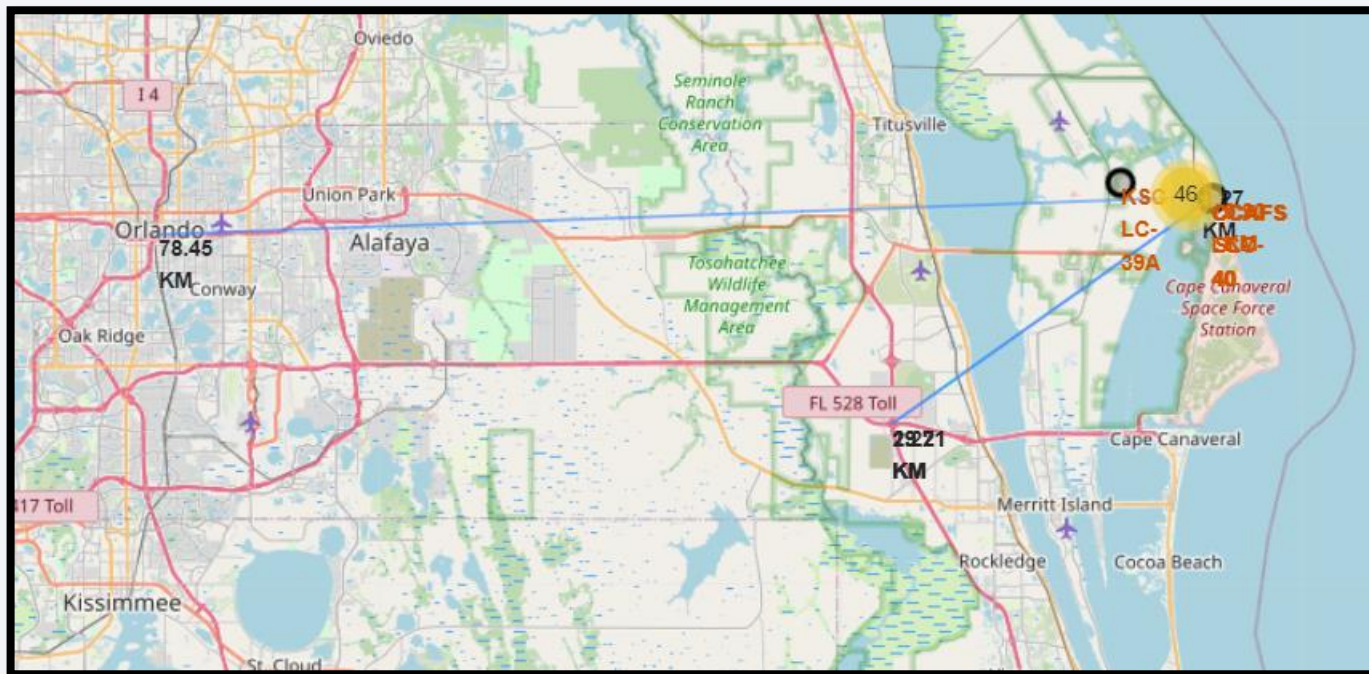 Oviedo
I 4
Seminole
Ranch
Conservation
Area
Titusville
Union Park
46
KSC
LC-
39A
KM
40
Orlando
78.45
KM
Alafaya
Conway
Tosohatchee
Wildlife
Management
Area
Cape Canaveral
Space Force
Station
Oak Ridge
FL 528 Toll
KM
Cape Canaveral
417 Toll
Merritt Island
Rockledge
Cocoa Beach
Kissimmee
St. Cloud